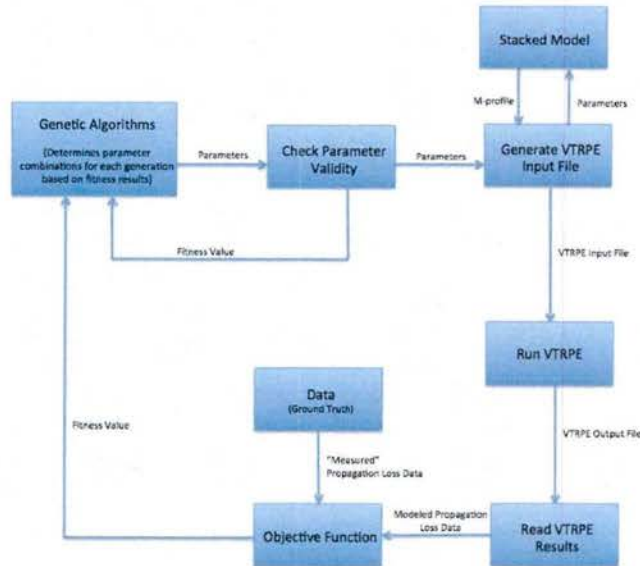 Stacked Model
M-profile
Parameters
Genetic Algorithms
(Determines parameter
combinations for each generation
based on fitness results)
Parameters
Check Parameter
Validity
Parameters
Generate VTRPE
Input File
Fitness Value
VTRPE Input File
Run VTRPE
Data
(Ground Truth)
Fitness Value
VTRPE Output File
"Measured"
Propagation Loss Data
Objective Function
Modeled Propagation
Loss Data
Read VTRPE
Results